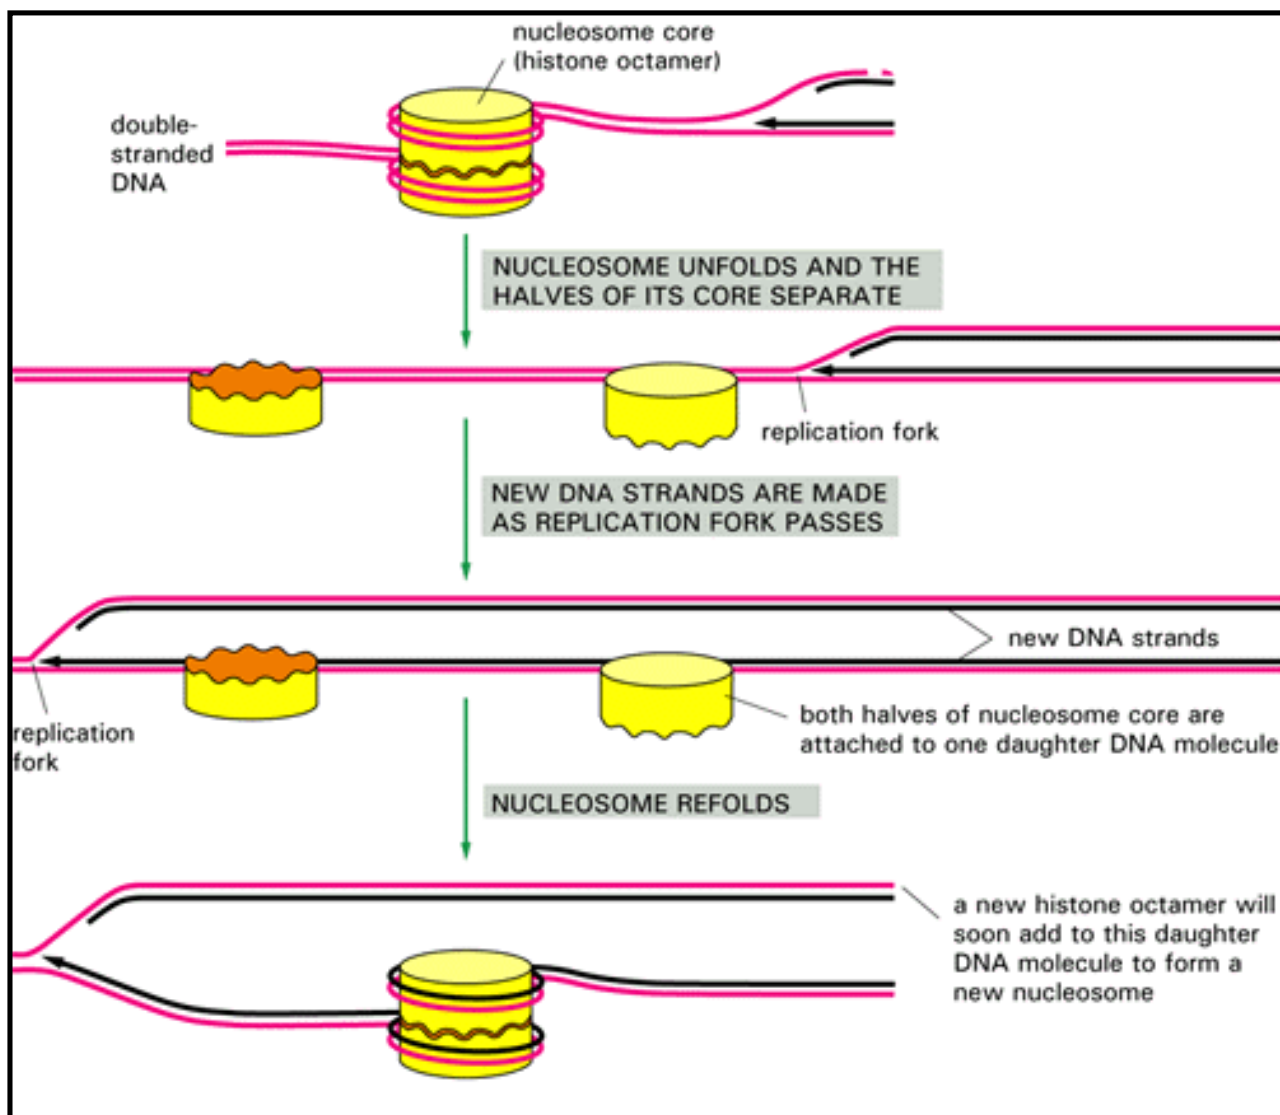 nucleosome core
(histone octamer)
double-
stranded
DNA
NUCLEOSOME UNFOLDS AND THE
HALVES OF ITS CORE SEPARATE
replication fork
NEW DNA STRANDS ARE MADE
AS REPLICATION FORK PASSES
new DNA strands
replication
fork
both halves of nucleosome core are
attached to one daughter DNA molecule
NUCLEOSOME REFOLDS
a new histone octamer will
soon add to this daughter
DNA molecule to form a
new nucleosome